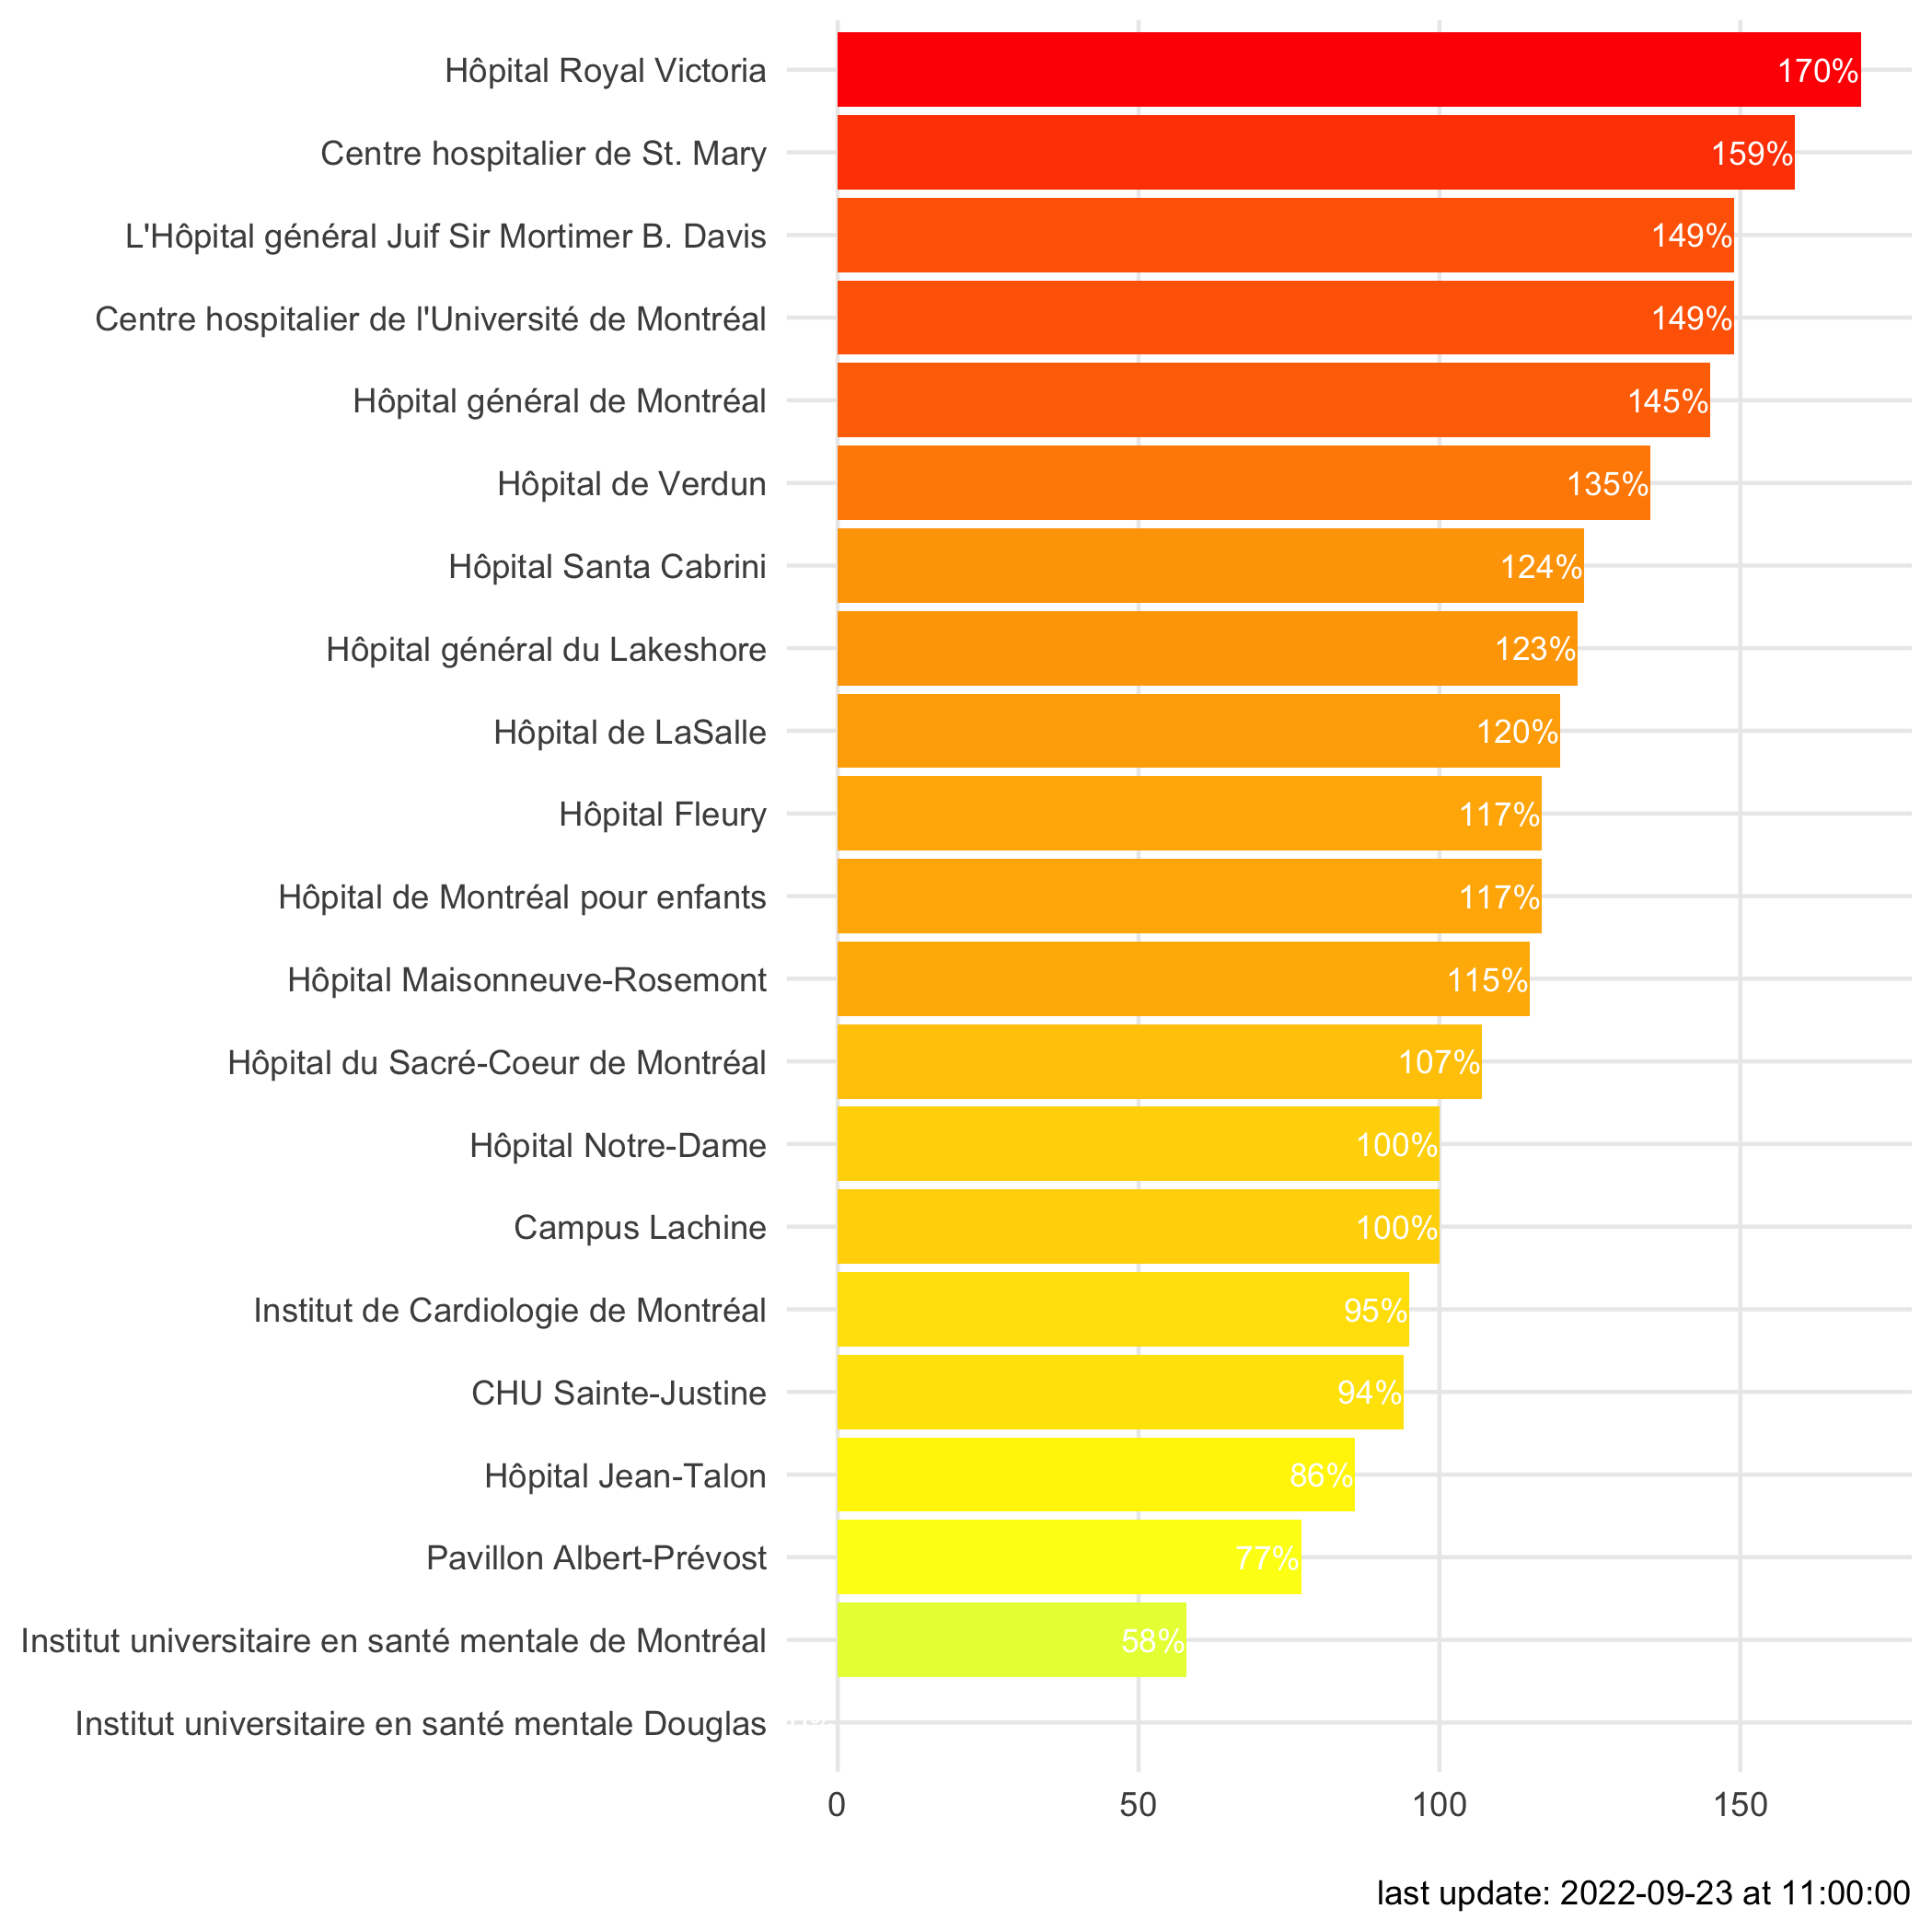 Hôpital Royal Victoria 170%
Centre hospitalier de St. Mary 159%
L'Hôpital général Juif Sir Mortimer B. Davis 149%
Centre hospitalier de l'Université de Montréal 149%
Hôpital général de Montréal 145%
Hôpital de Verdun 135%
Hôpital Santa Cabrini 124%
Hôpital général du Lakeshore 123%
Hôpital de LaSalle 120%
Hôpital Fleury 117%
Hôpital de Montréal pour enfants 117%
Hôpital Maisonneuve-Rosemont 115%
Hôpital du Sacré-Coeur de Montréal 107%
Hôpital Notre-Dame 100%
Campus Lachine 100%
Institut de Cardiologie de Montréal 95%
CHU Sainte-Justine 94%
Hôpital Jean-Talon 86%
Pavillon Albert-Prévost 77%
Institut universitaire en santé mentale de Montréal 58%
Institut universitaire en santé mentale Douglas
0 50 100 150
last update: 2022-09-23 at 11:00:00